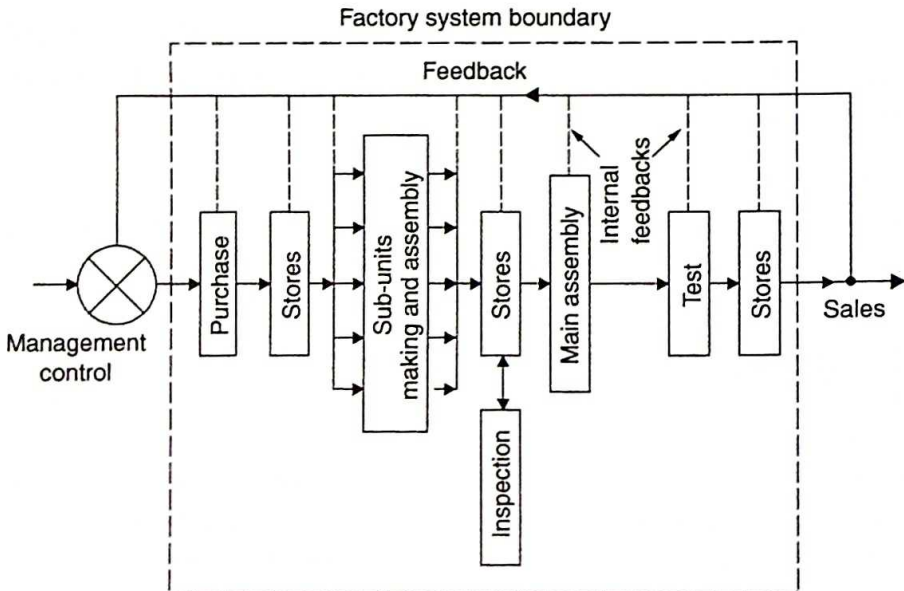 Factory system boundary
Feedback
Management
control
Purchase
Stores
Sub-units
making and assembly
Stores
Inspection
Main assembly
Internal
feedbacks
Test
Stores
Sales